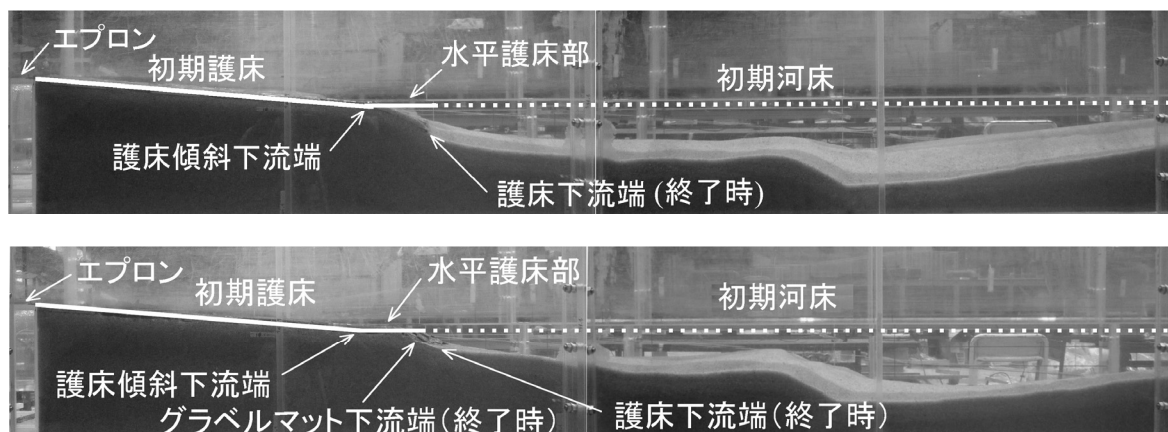 エプロン
初期護床
水平護床部
初期河床
護床傾斜下流端
護床下流端(終了時)
エプロン
初期護床
水平護床部
初期河床
護床傾斜下流端
グラベルマット下流端(終了時)
護床下流端(終了時)